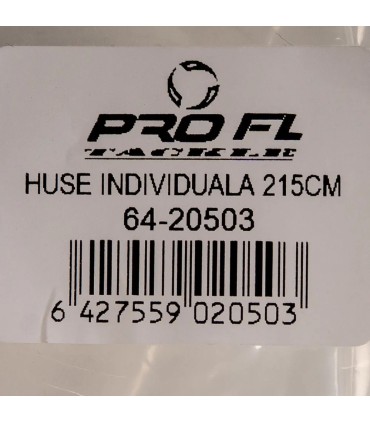 PRO FL
TACKLE
HUSE INDIVIDUALA 215CM
64-20503
6 427559 020503